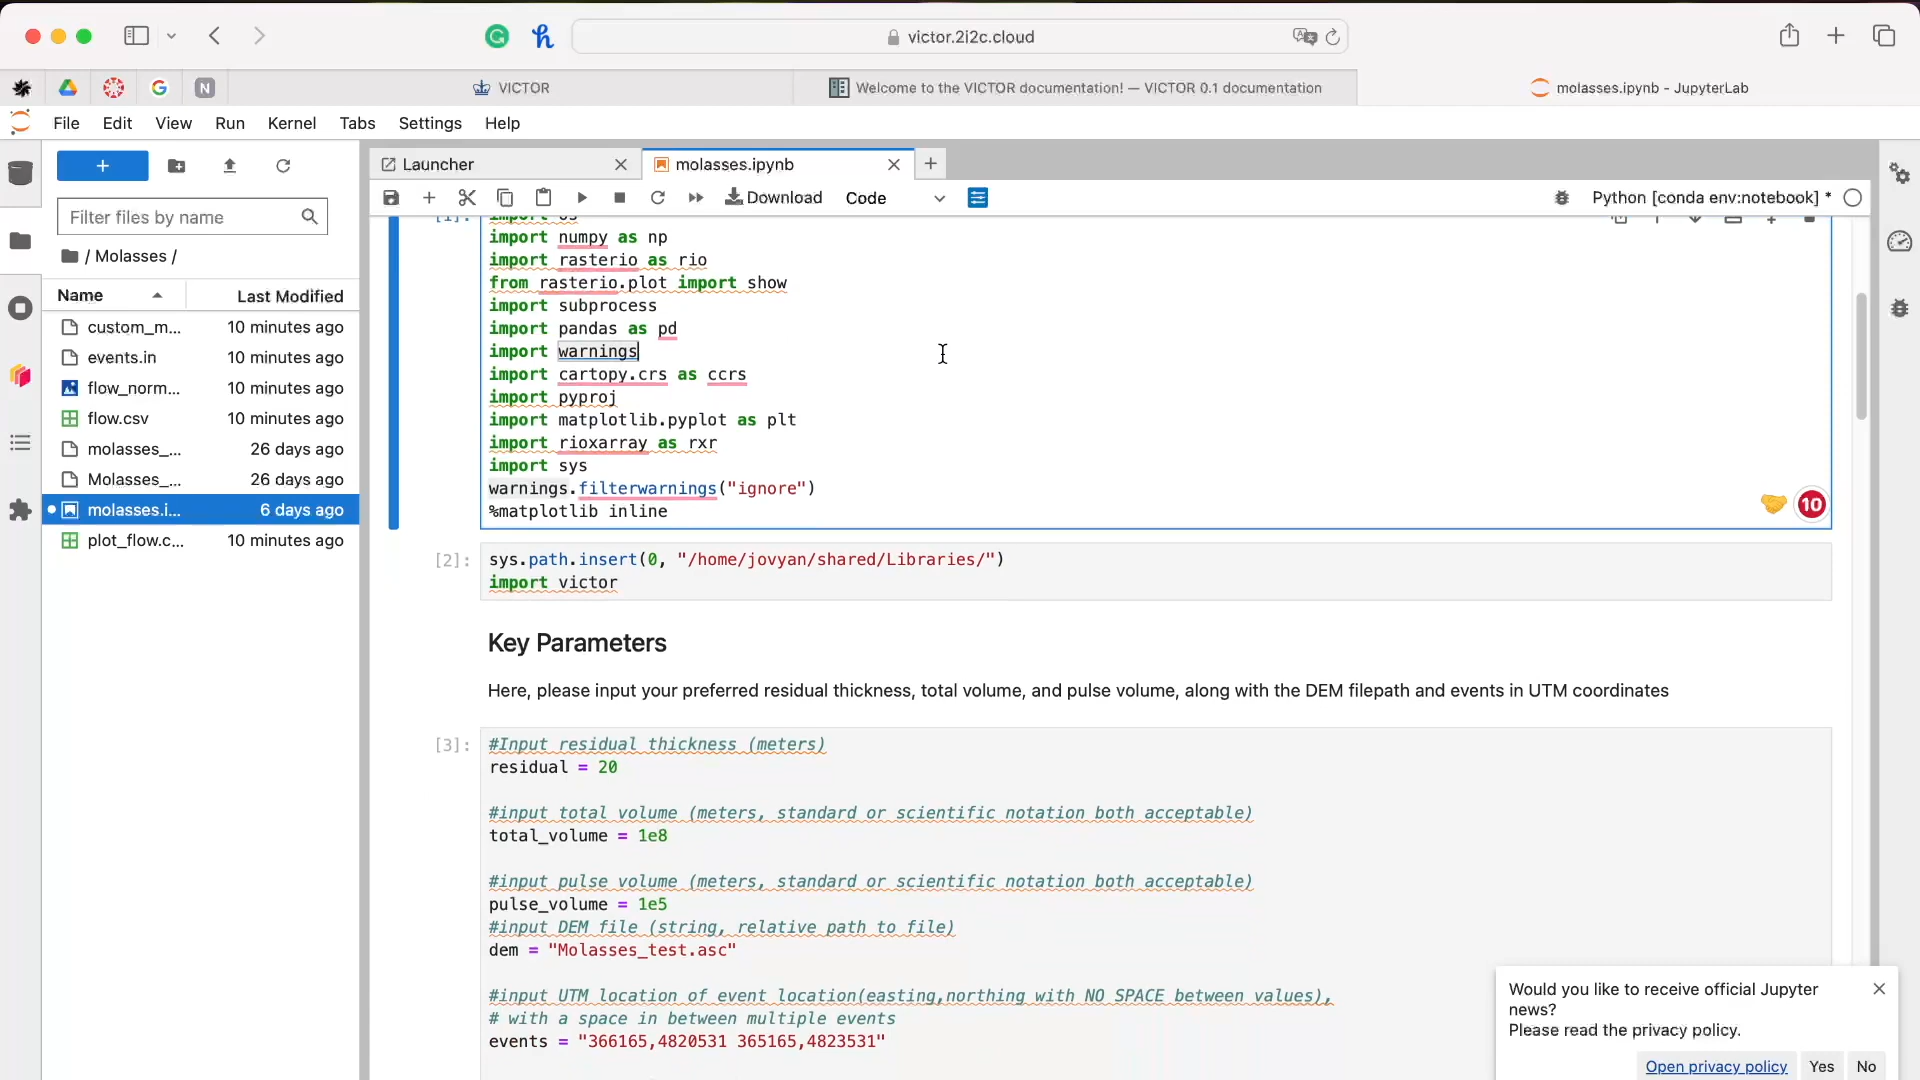 victor.2i2c.cloud
VICTOR
Welcome to the VICTOR documentation! — VICTOR 0.1 documentation
molasses.ipynb - JupyterLab
File Edit View Run Kernel Tabs Settings Help
Launcher
molasses.ipynb
Download
Code
Python [conda env:notebook] *
Filter files by name
/ Molasses /
Name Last Modified
custom_m... 10 minutes ago
events.in 10 minutes ago
flow_norm... 10 minutes ago
flow.csv 10 minutes ago
molasses_... 26 days ago
Molasses_... 26 days ago
molasses.i... 6 days ago
plot_flow.c... 10 minutes ago
[1]: import os
import numpy as np
import rasterio as rio
from rasterio.plot import show
import subprocess
import pandas as pd
import warnings
import cartopy.crs as ccrs
import pyproj
import matplotlib.pyplot as plt
import rioxarray as rxr
import sys
warnings.filterwarnings("ignore")
%matplotlib inline
10
[2]: sys.path.insert(0, "/home/jovyan/shared/Libraries/")
import victor
Key Parameters
Here, please input your preferred residual thickness, total volume, and pulse volume, along with the DEM filepath and events in UTM coordinates
[3]: #Input residual thickness (meters)
residual = 20
#input total volume (meters, standard or scientific notation both acceptable)
total_volume = 1e8
#input pulse volume (meters, standard or scientific notation both acceptable)
pulse_volume = 1e5
#input DEM file (string, relative path to file)
dem = "Molasses_test.asc"
#input UTM location of event location(easting,northing with NO SPACE between values),
# with a space in between multiple events
events = "366165,4820531 365165,4823531"
Would you like to receive official Jupyter
news?
Please read the privacy policy.
Open privacy policy Yes No